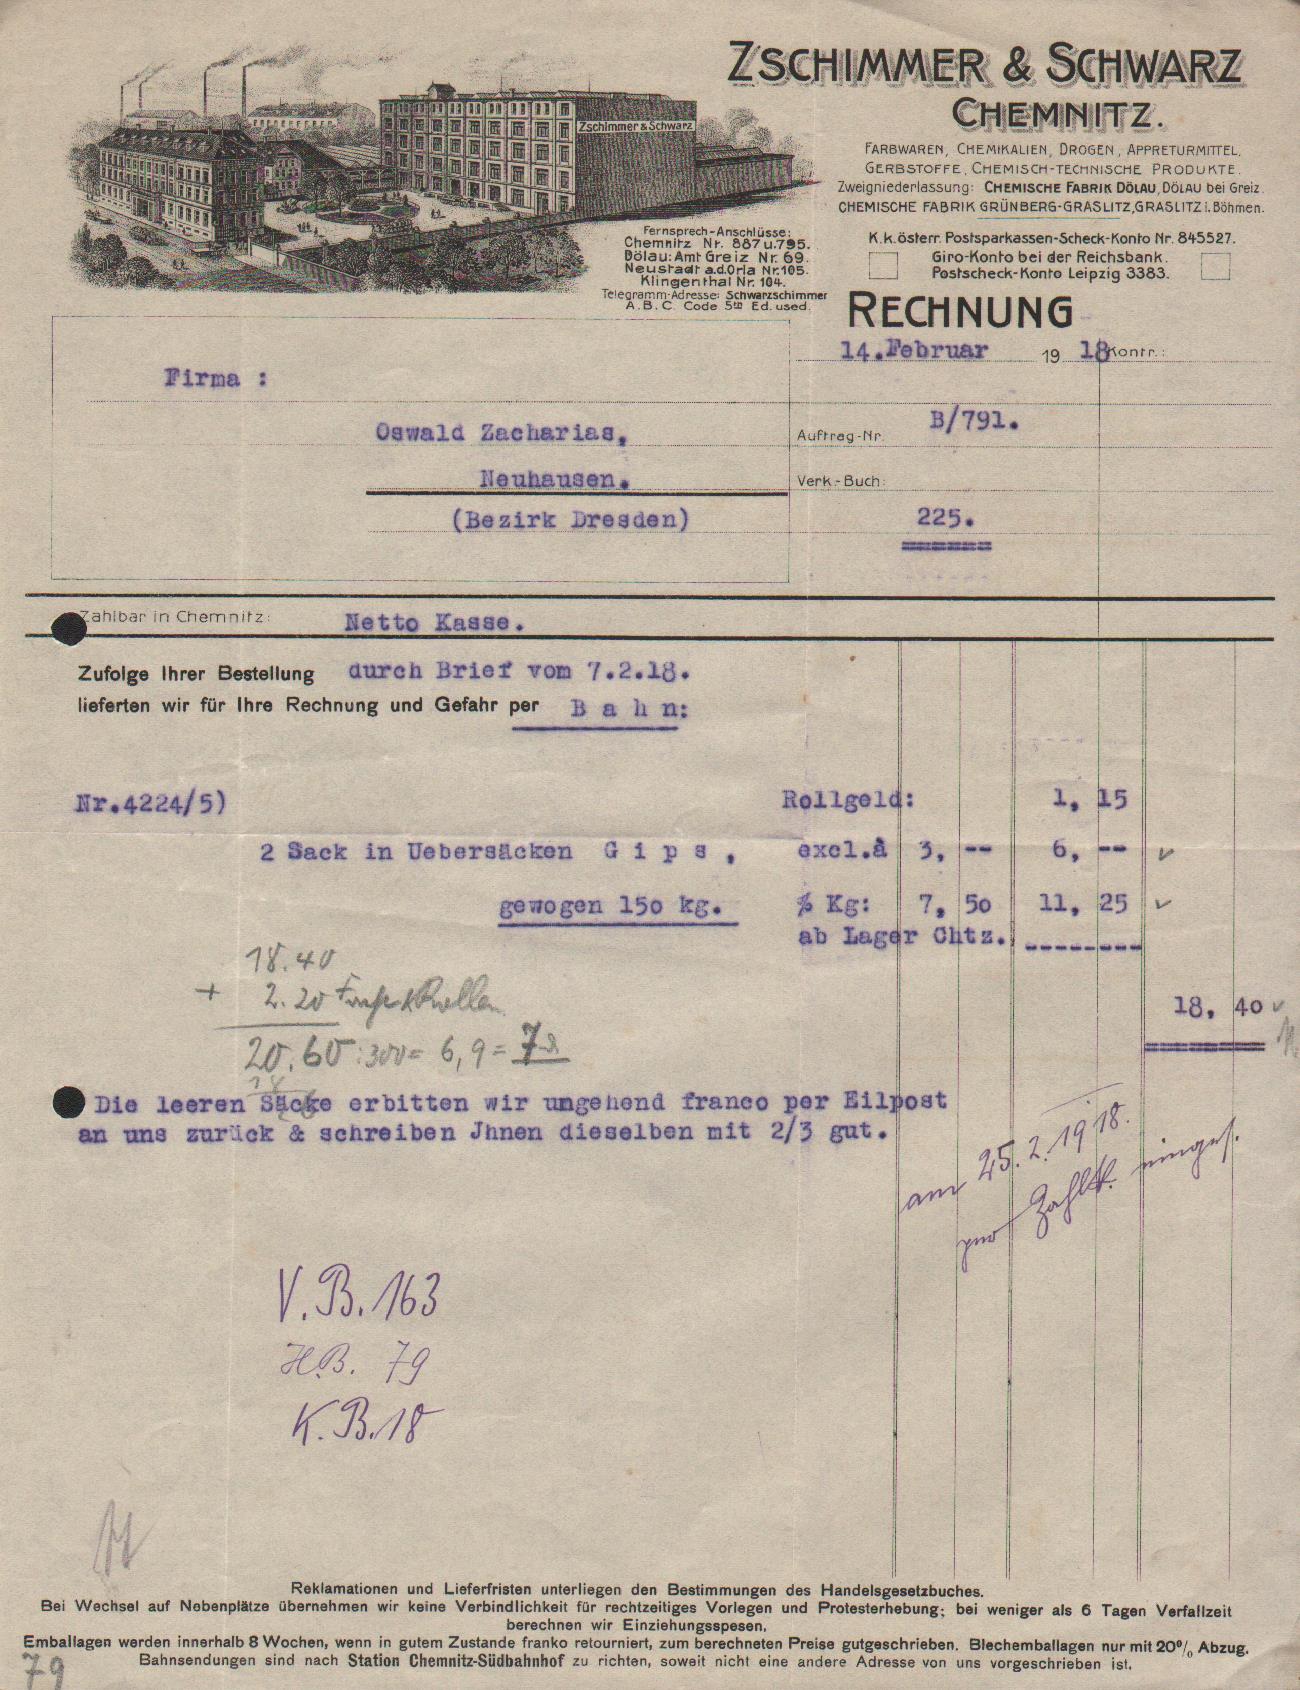 ZSCHIMMER & SCHWARZ
CHEMNITZ.
Zschimmer & Schwarz
FARBWAREN, CHEMIKALIEN, DROGEN, APPRETURMITTEL,
GERBSTOFFE, CHEMISCH-TECHNISCHE PRODUKTE.
Zweigniederlassung: CHEMISCHE FABRIK DÖLAU, DÖLAU bei Greiz.
CHEMISCHE FABRIK GRÜNBERG-GRASLITZ, GRASLITZ i. Böhmen.
Fernsprech-Anschlüsse:
Chemnitz Nr. 887 u. 795.
Dölau: Amt Greiz Nr. 69.
Neustadt a.d. Orla Nr. 105.
Klingenthal Nr. 104.
Telegramm-Adresse: Schwarzschimmer
A.B.C. Code 5th Ed. used.
K.k. österr. Postsparkassen-Scheck-Konto Nr. 845527.
Giro-Konto bei der Reichsbank.
Postscheck-Konto Leipzig 3383.
RECHNUNG
14.Februar 1918 Kontr.:
Firma :
Oswald Zacharias,
Neuhausen.
(Bezirk Dresden)
Auftrag-Nr. B/791.
Verk.-Buch:
225.
Zahlbar in Chemnitz: Netto Kasse.
Zufolge Ihrer Bestellung durch Brief vom 7.2.18.
lieferten wir für Ihre Rechnung und Gefahr per B a h n:
Nr.4224/5) Rollgeld: 1, 15
2 Sack in Uebersäcken G i p s , excl.à 3, -- 6, --
gewogen 15o kg. % Kg: 7, 5o 11, 25
ab Lager Chtz.
18, 4o
18.40
+ 2.20
20.60 : 300 = 6,9 = 7
Die leeren Säcke erbitten wir umgehend franco per Eilpost
an uns zurück & schreiben Jhnen dieselben mit 2/3 gut.
am 25.2.1918.
per Zahlk. eingez.
V.B. 163
H.B. 79
K.B. 18
Reklamationen und Lieferfristen unterliegen den Bestimmungen des Handelsgesetzbuches.
Bei Wechsel auf Nebenplätze übernehmen wir keine Verbindlichkeit für rechtzeitiges Vorlegen und Protesterhebung; bei weniger als 6 Tagen Verfallzeit
berechnen wir Einziehungsspesen.
Emballagen werden innerhalb 8 Wochen, wenn in gutem Zustande franko retourniert, zum berechneten Preise gutgeschrieben. Blechemballagen nur mit 20% Abzug.
Bahnsendungen sind nach Station Chemnitz-Südbahnhof zu richten, soweit nicht eine andere Adresse von uns vorgeschrieben ist.
79